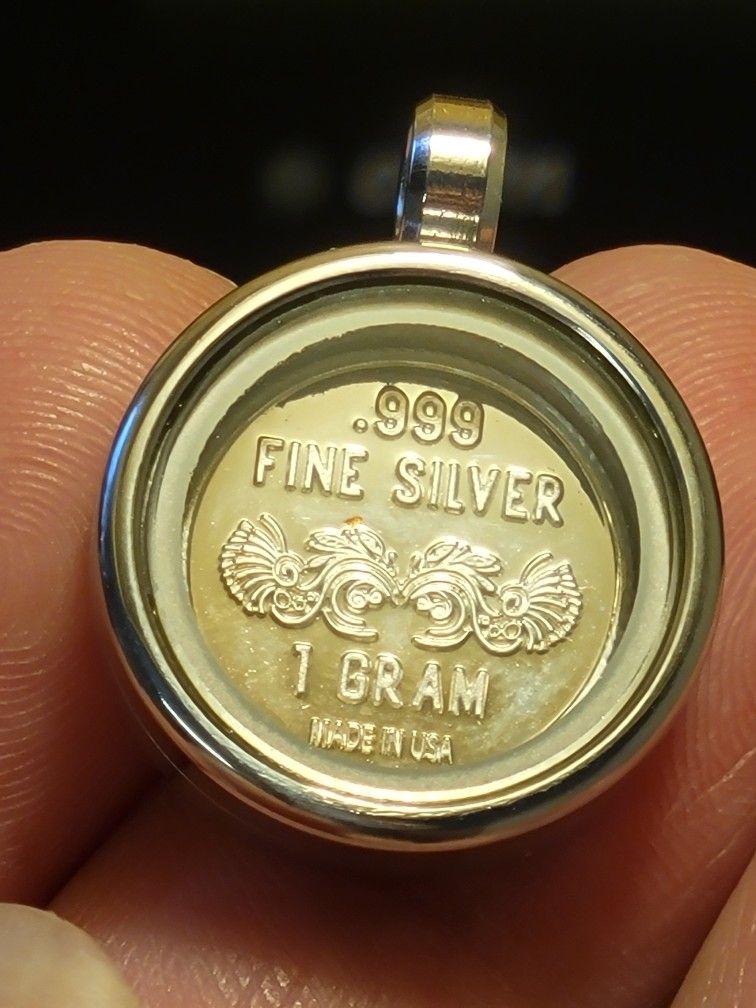 .999
FINE SILVER
1 GRAM
MADE IN USA